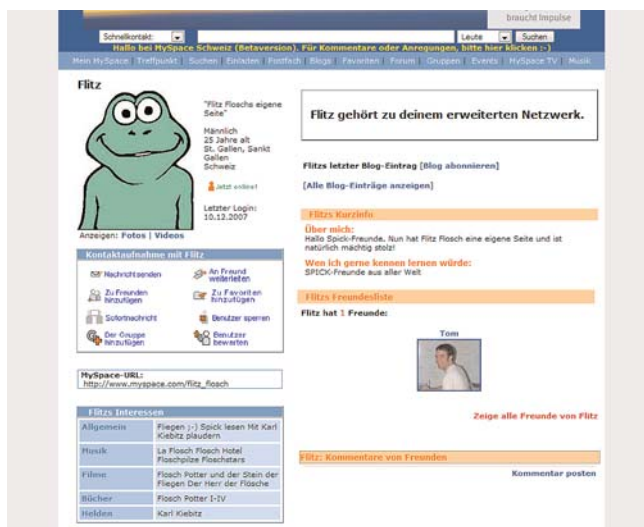 braucht Impulse
Schnellkontakt:
Leute
Suchen
Hallo bei MySpace Schweiz (Betaversion). Für Kommentare oder Anregungen, bitte hier klicken :-)
Mein MySpace | Treffpunkt | Suchen | Einladen | Postfach | Blogs | Favoriten | Forum | Gruppen | Events | MySpace TV | Musik
Flitz
"Flitz Floschs eigene
Seite"
Männlich
25 Jahre alt
St. Gallen, Sankt
Gallen
Schweiz
Jetzt online!
Letzter Login:
10.12.2007
Anzeigen: Fotos | Videos
Kontaktaufnahme mit Flitz
Nachricht senden
An Freund
weiterleiten
Zu Freunden
hinzufügen
Zu Favoriten
hinzufügen
Sofortnachricht
Benutzer sperren
Der Gruppe
hinzufügen
Benutzer
bewerten
MySpace-URL:
http://www.myspace.com/flitz_flosch
Flitzs Interessen
Allgemein
Fliegen ;-) Spick lesen Mit Karl
Kiebitz plaudern
Musik
La Flosch Flosch Hotel
Floschpilze Floschstars
Filme
Flosch Potter und der Stein der
Fliegen Der Herr der Flösche
Bücher
Flosch Potter I-IV
Helden
Karl Kiebitz
Flitz gehört zu deinem erweiterten Netzwerk.
Flitzs letzter Blog-Eintrag [Blog abonnieren]
[Alle Blog-Einträge anzeigen]
Flitzs Kurzinfo
Über mich:
Hallo Spick-Freunde. Nun hat Flitz Flosch eine eigene Seite und ist
natürlich mächtig stolz!
Wen ich gerne kennen lernen würde:
SPICK-Freunde aus aller Welt
Flitzs Freundesliste
Flitz hat 1 Freunde:
Tom
Zeige alle Freunde von Flitz
Flitz: Kommentare von Freunden
Kommentar posten